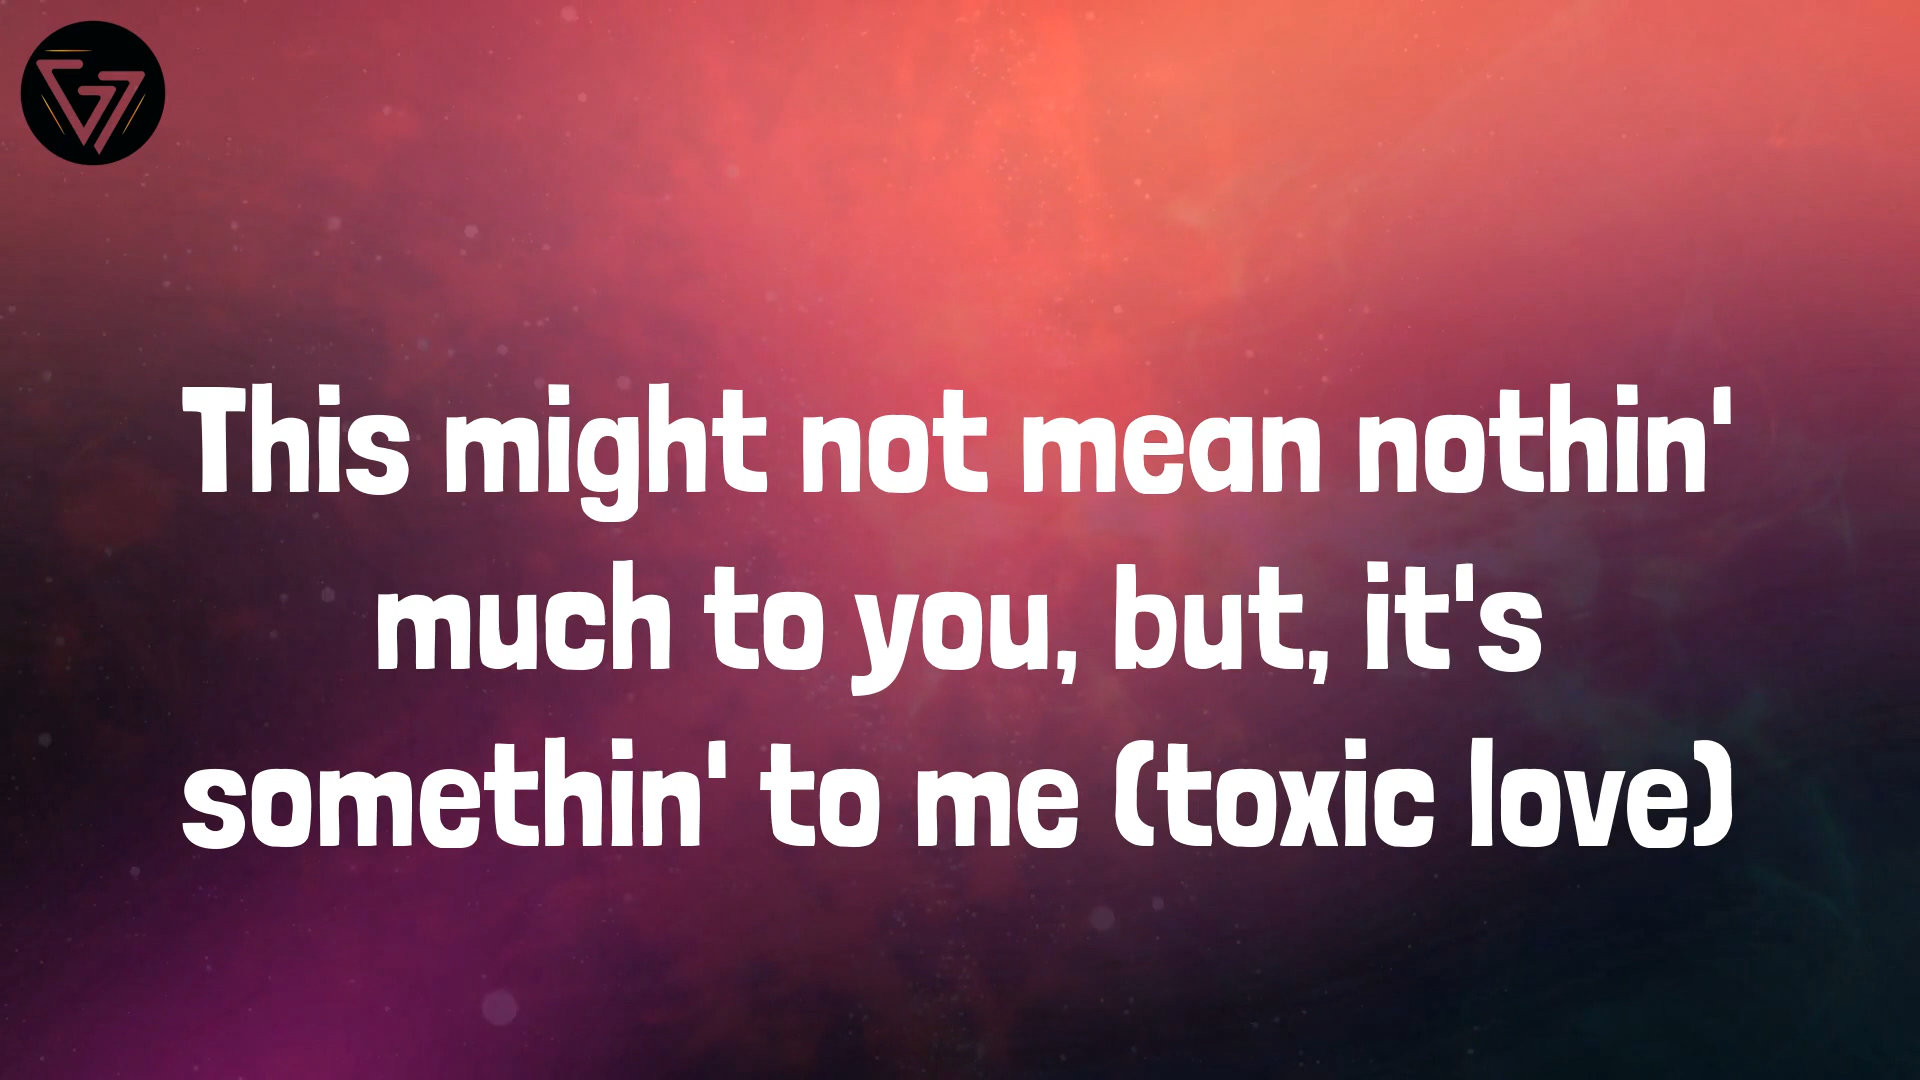 This might not mean nothin'
much to you, but, it's
somethin' to me (toxic love)